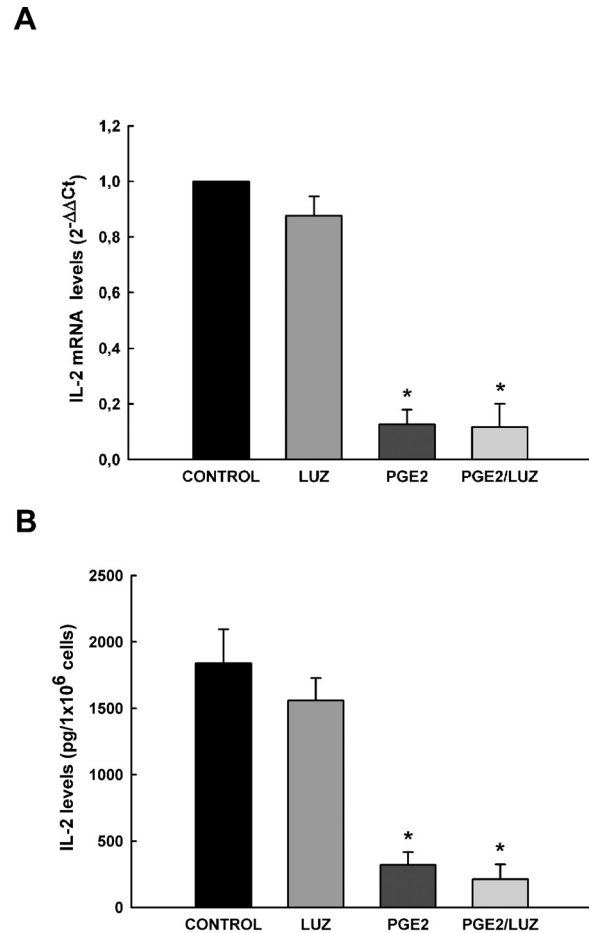 A
IL-2 mRNA levels (2-ΔΔCt)
1,2
1,0
0,8
0,6
0,4
0,2
0,0
*
*
CONTROL LUZ PGE2 PGE2/LUZ
B
IL-2 levels (pg/1x10^6 cells)
2500
2000
1500
1000
500
0
*
*
CONTROL LUZ PGE2 PGE2/LUZ